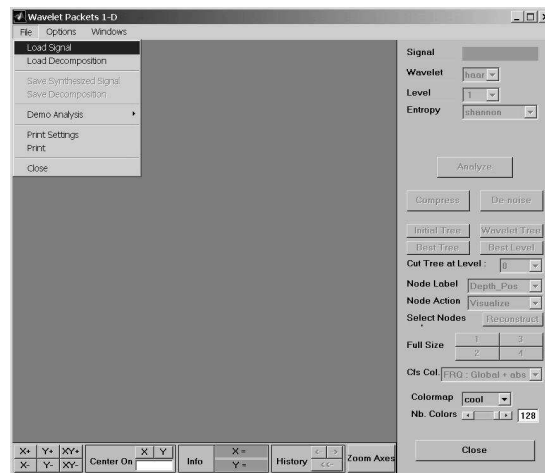 Wavelet Packets 1-D
File Options Windows
Load Signal
Load Decomposition
Save Synthesized Signal
Save Decomposition
Demo Analysis
Print Settings
Print
Close
Signal
Wavelet haar
Level 1
Entropy shannon
Analyze
Compress De-noise
Initial Tree Wavelet Tree
Best Tree Best Level
Cut Tree at Level : 0
Node Label Depth_Pos
Node Action Visualize
Select Nodes Reconstruct
Full Size 1 3
2 4
Cfs Col. FRQ : Global + abs
Colormap cool
Nb. Colors 128
Close
X+ Y+ XY+
X- Y- XY-
Center On X Y
Info X =
Y =
History < >
<<-
Zoom Axes